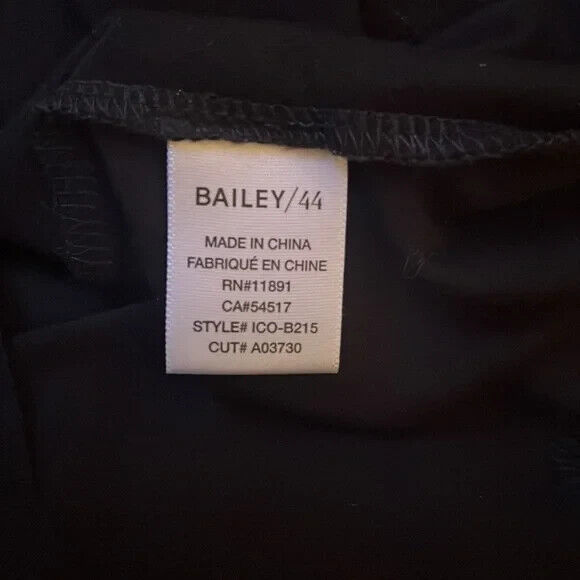 BAILEY/44
MADE IN CHINA
FABRIQUÉ EN CHINE
RN#11891
CA#54517
STYLE# ICO-B215
CUT# A03730